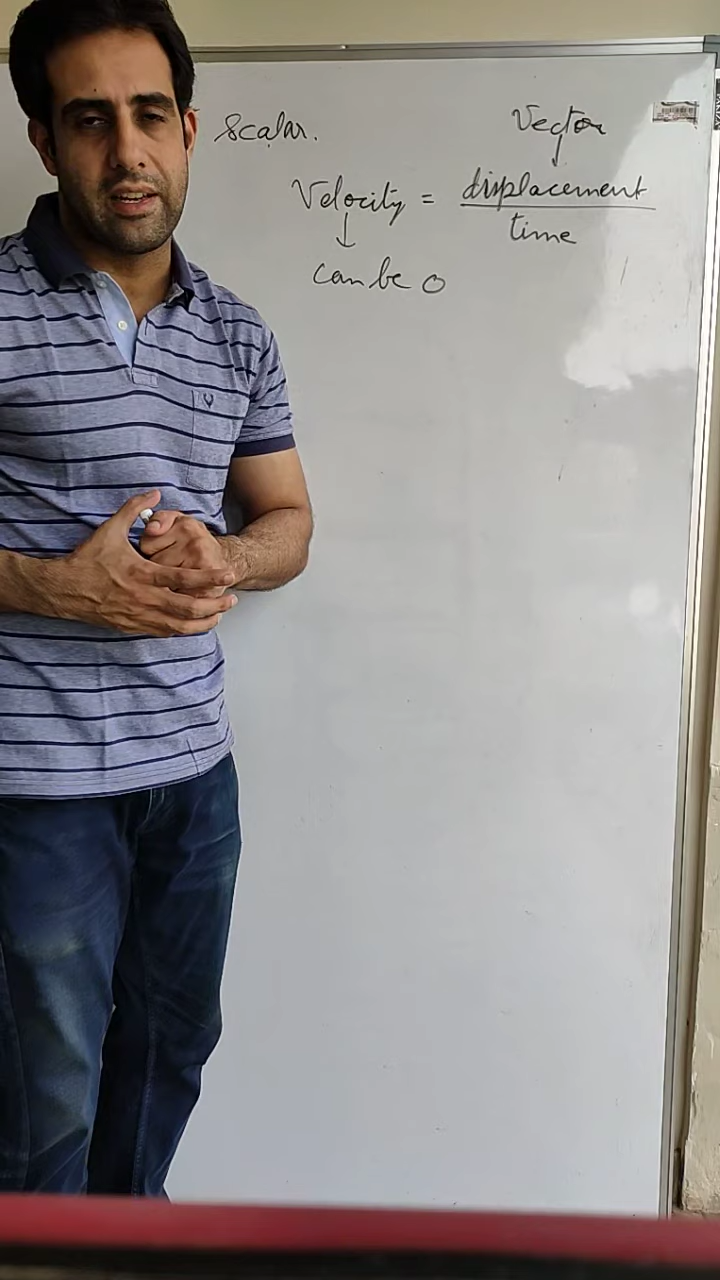 Scalar. Vector
Velocity = displacement
time
can be 0